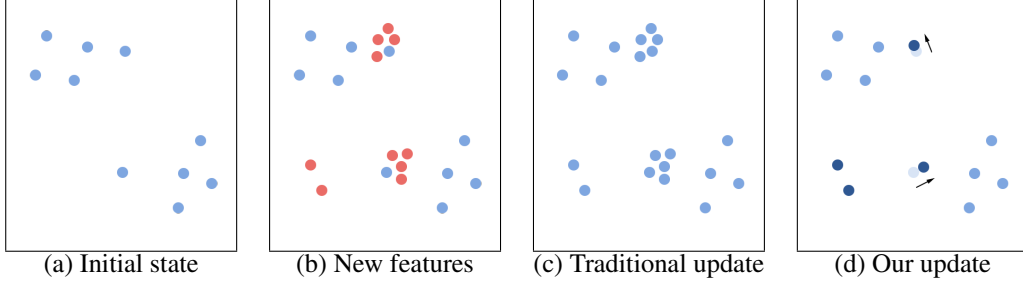 (a) Initial state
(b) New features
(c) Traditional update
(d) Our update